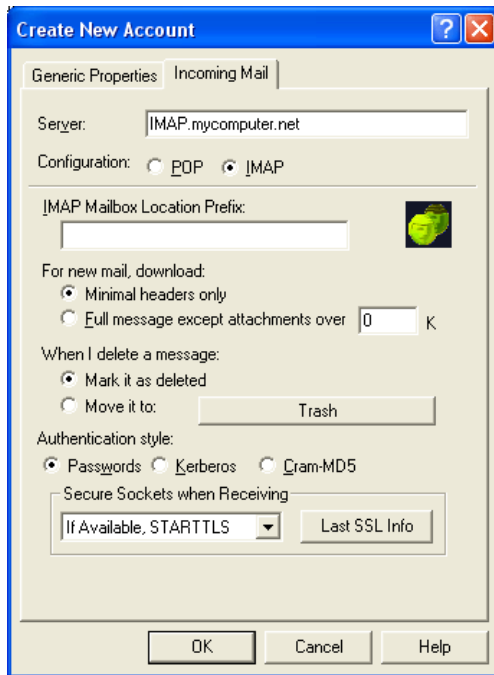 Create New Account
Generic Properties Incoming Mail
Server: IMAP.mycomputer.net
Configuration: POP IMAP
IMAP Mailbox Location Prefix:
For new mail, download:
Minimal headers only
Full message except attachments over 0 K
When I delete a message:
Mark it as deleted
Move it to: Trash
Authentication style:
Passwords Kerberos Cram-MD5
Secure Sockets when Receiving
If Available, STARTTLS Last SSL Info
OK Cancel Help